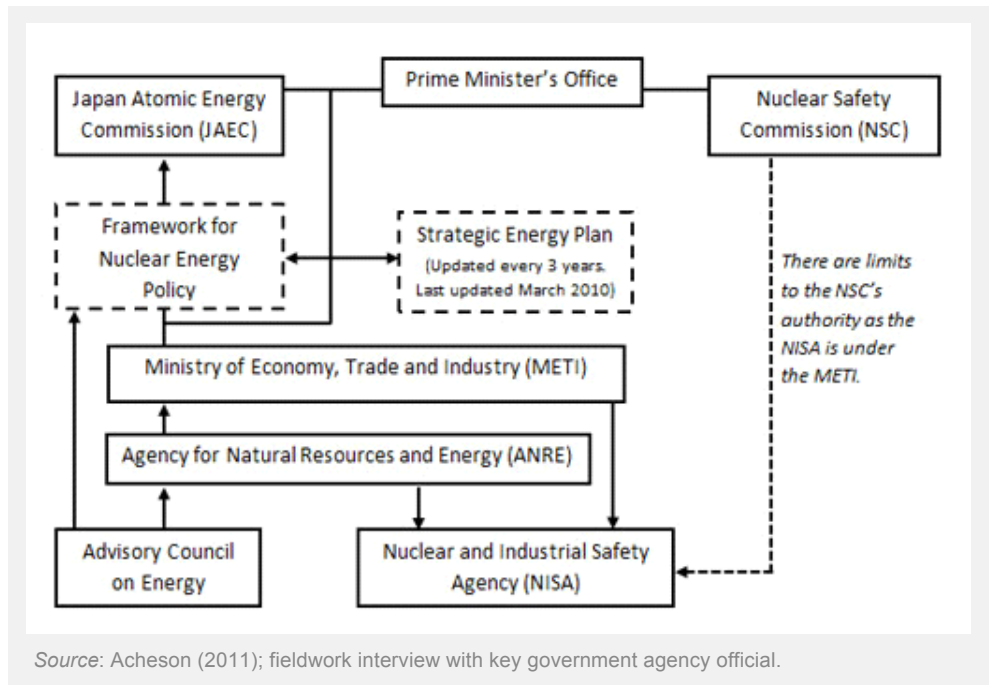 Prime Minister's Office
Japan Atomic Energy
Commission (JAEC)
Nuclear Safety
Commission (NSC)
Framework for
Nuclear Energy
Policy
Strategic Energy Plan
(Updated every 3 years.
Last updated March 2010)
There are limits
to the NSC's
authority as the
NISA is under
the METI.
Ministry of Economy, Trade and Industry (METI)
Agency for Natural Resources and Energy (ANRE)
Advisory Council
on Energy
Nuclear and Industrial Safety
Agency (NISA)
Source: Acheson (2011); fieldwork interview with key government agency official.